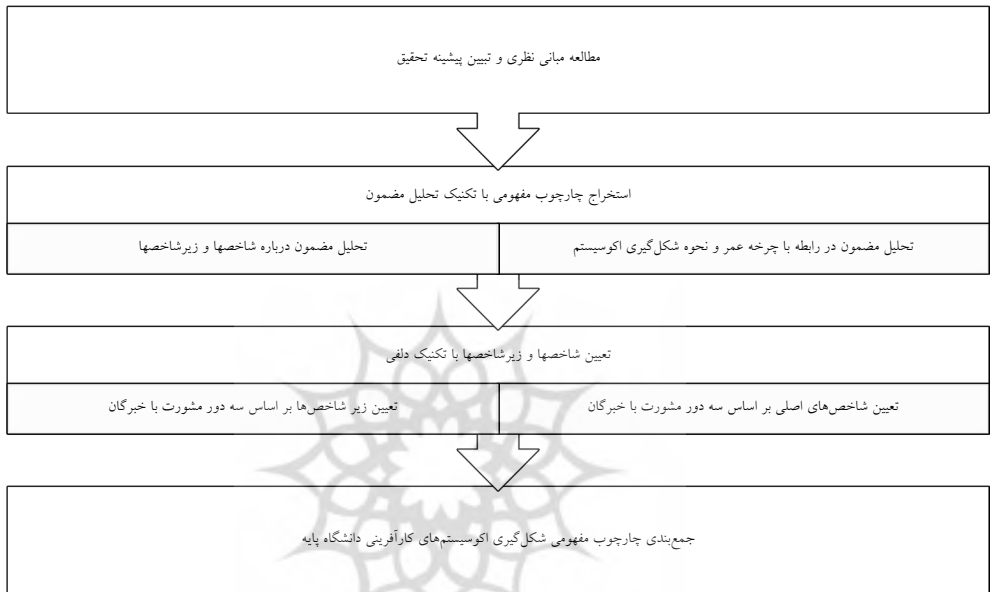 مطالعه مبانی نظری و تبیین پیشینه تحقیق
استخراج چارچوب مفهومی با تکنیک تحلیل مضمون
تحلیل مضمون در رابطه با چرخه عمر و نحوه شکل‌گیری اکوسیستم
تحلیل مضمون درباره شاخصها و زیرشاخصها
تعیین شاخصها و زیرشاخصها با تکنیک دلفی
تعیین شاخص‌های اصلی بر اساس سه دور مشورت با خبرگان
تعیین زیر شاخص‌ها بر اساس سه دور مشورت با خبرگان
جمع‌بندی چارچوب مفهومی شکل‌گیری اکوسیستم‌های کارآفرینی دانشگاه پایه